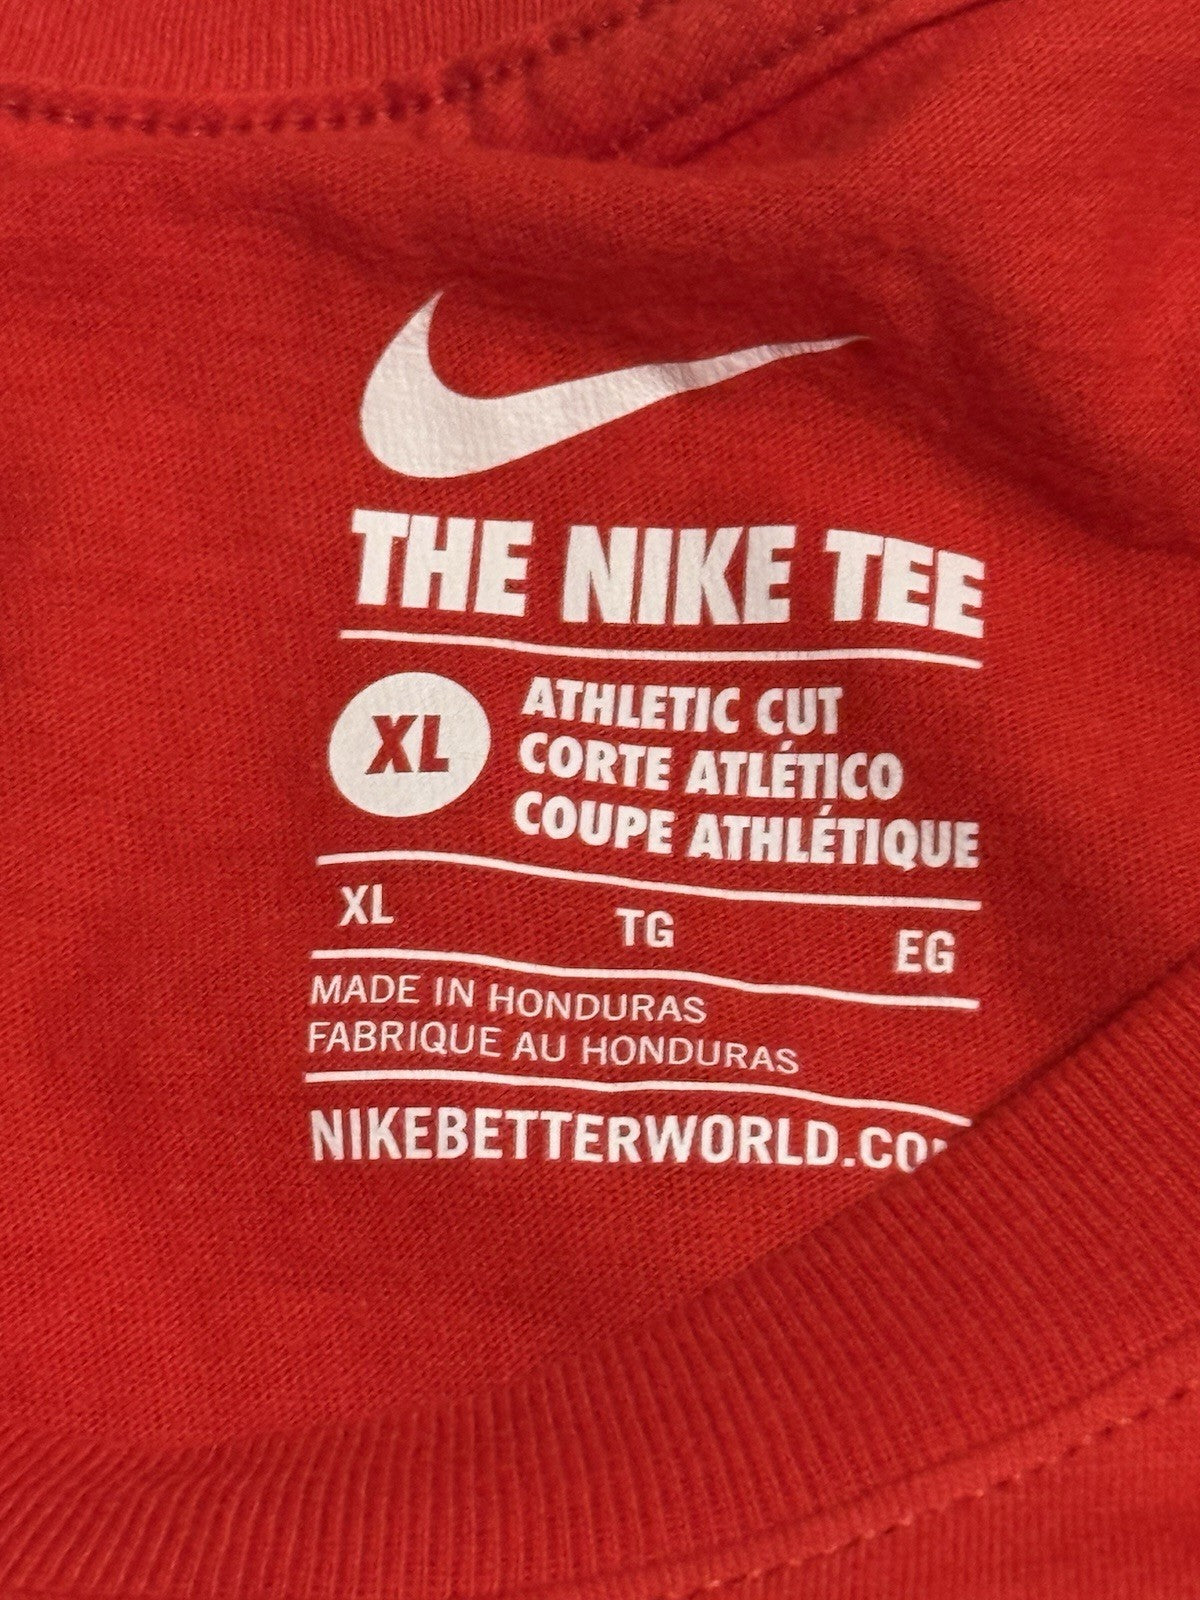 THE NIKE TEE
XL
ATHLETIC CUT
CORTE ATLÉTICO
COUPE ATHLÉTIQUE
XL TG EG
MADE IN HONDURAS
FABRIQUE AU HONDURAS
NIKEBETTERWORLD.CO